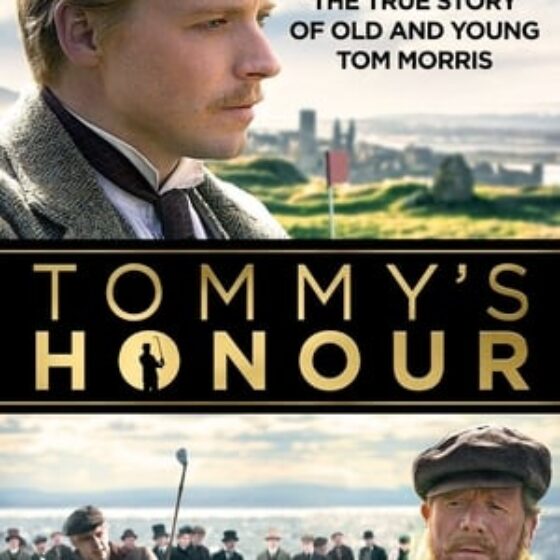 THE TRUE STORY
OF OLD AND YOUNG
TOM MORRIS
TOMMY'S
HONOUR